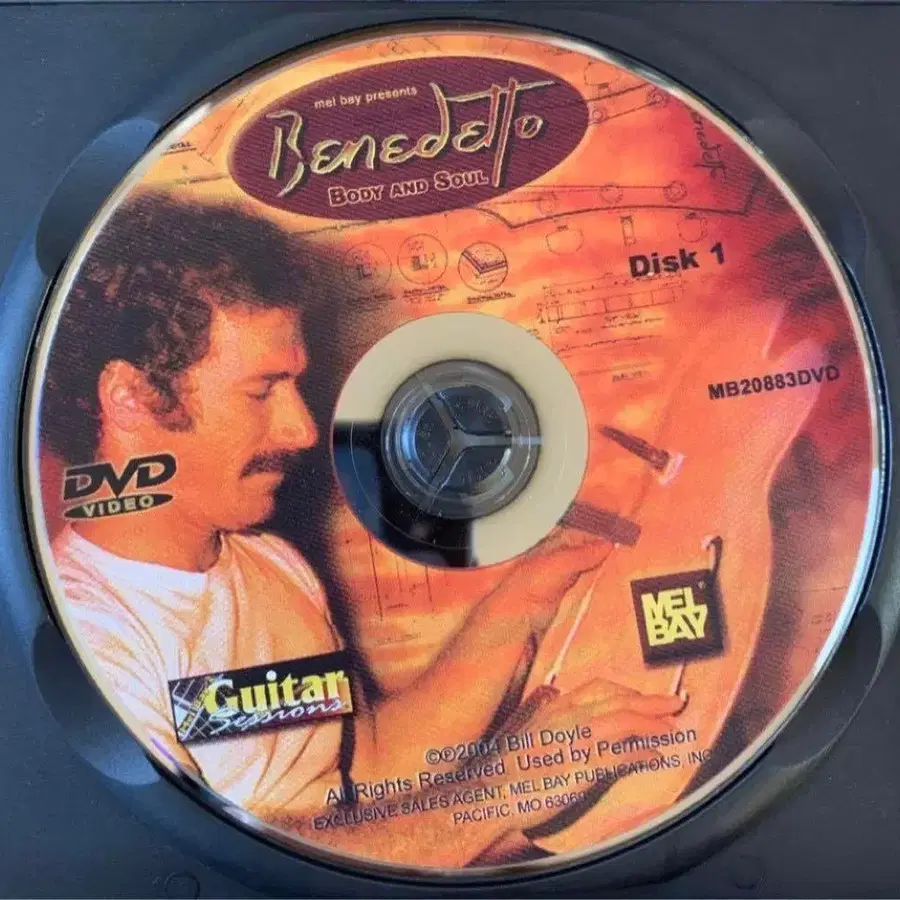 mel bay presents
Benedetto
BODY AND SOUL
Disk 1
MB20883DVD
DVD
VIDEO
MEL
BAY
Guitar
Sessions
©℗2004 Bill Doyle
All Rights Reserved Used by Permission
EXCLUSIVE SALES AGENT, MEL BAY PUBLICATIONS, INC
PACIFIC, MO 63069